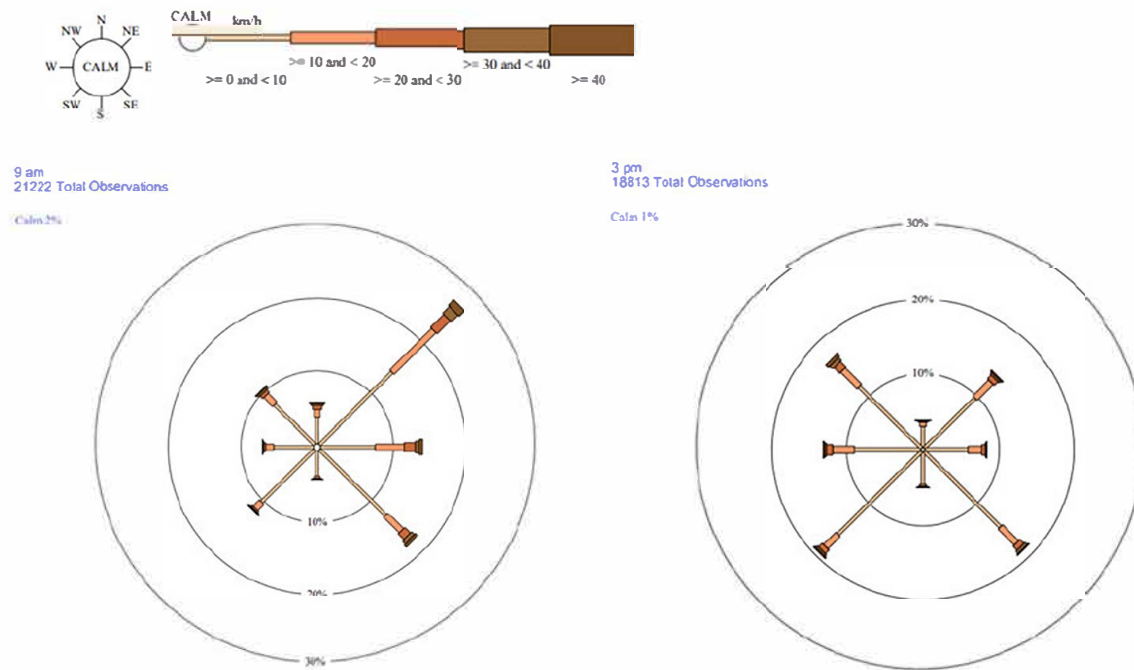 CALM km/h
N
NW NE
W CALM E
SW SE
S
>= 10 and < 20 >= 30 and < 40
>= 0 and < 10 >= 20 and < 30 >= 40
9 am
21222 Total Observations
Calm 2%
10%
20%
30%
3 pm
18813 Total Observations
Calm 1%
30%
20%
10%